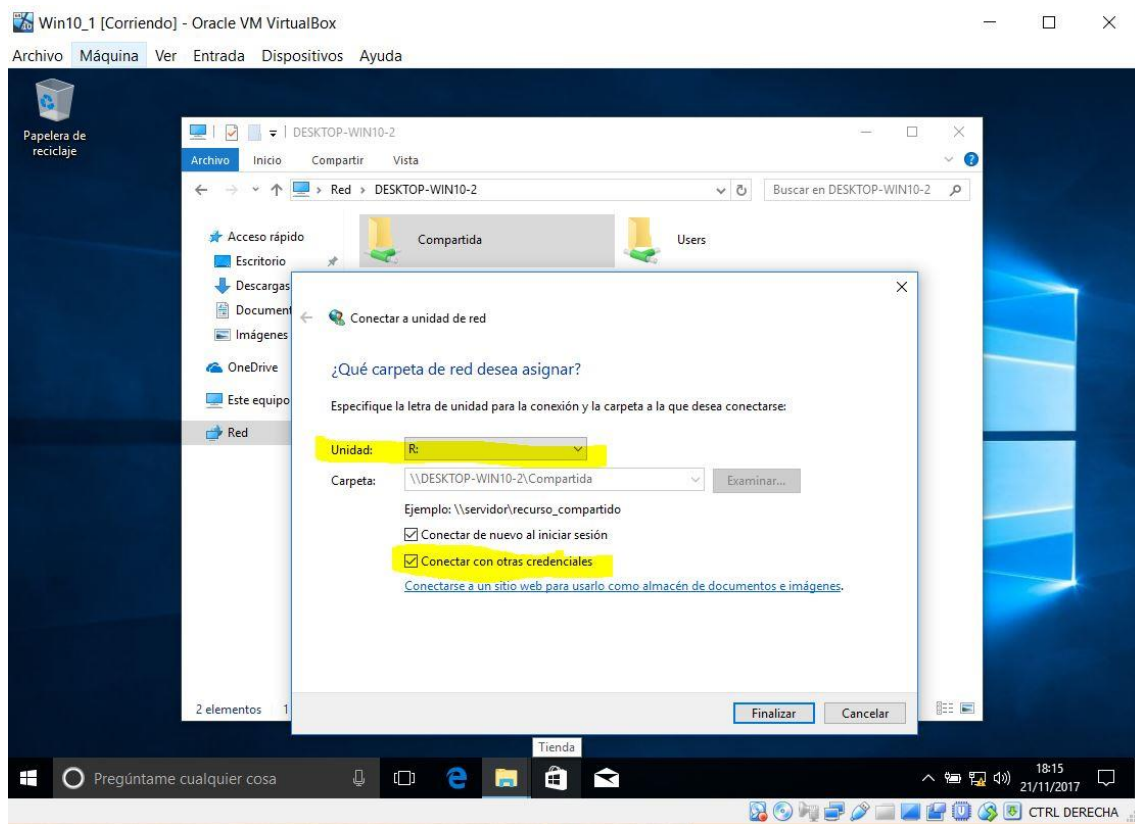 Win10_1 [Corriendo] - Oracle VM VirtualBox
Archivo Máquina Ver Entrada Dispositivos Ayuda
Papelera de
reciclaje
DESKTOP-WIN10-2
Archivo Inicio Compartir Vista
Red > DESKTOP-WIN10-2 Buscar en DESKTOP-WIN10-2
Acceso rápido
Escritorio
Descargas
Document
Imágenes
OneDrive
Este equipo
Red
Compartida Users
Conectar a unidad de red
¿Qué carpeta de red desea asignar?
Especifique la letra de unidad para la conexión y la carpeta a la que desea conectarse:
Unidad: R:
Carpeta: \\DESKTOP-WIN10-2\Compartida Examinar...
Ejemplo: \\servidor\recurso_compartido
Conectar de nuevo al iniciar sesión
Conectar con otras credenciales
Conectarse a un sitio web para usarlo como almacén de documentos e imágenes.
2 elementos 1
Finalizar Cancelar
Tienda
Pregúntame cualquier cosa
18:15
21/11/2017
CTRL DERECHA